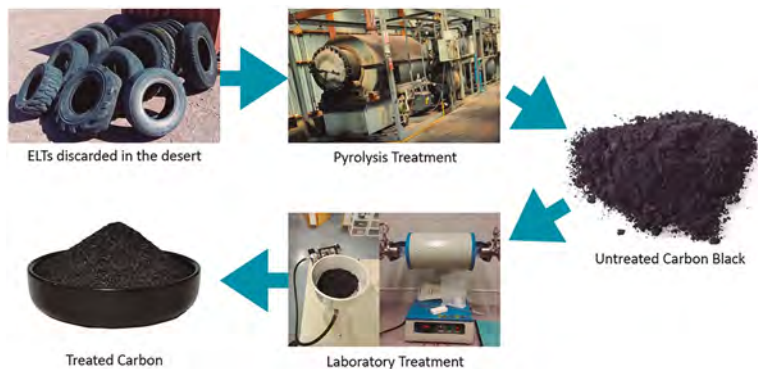 ELTs discarded in the desert
Pyrolysis Treatment
Untreated Carbon Black
Laboratory Treatment
Treated Carbon